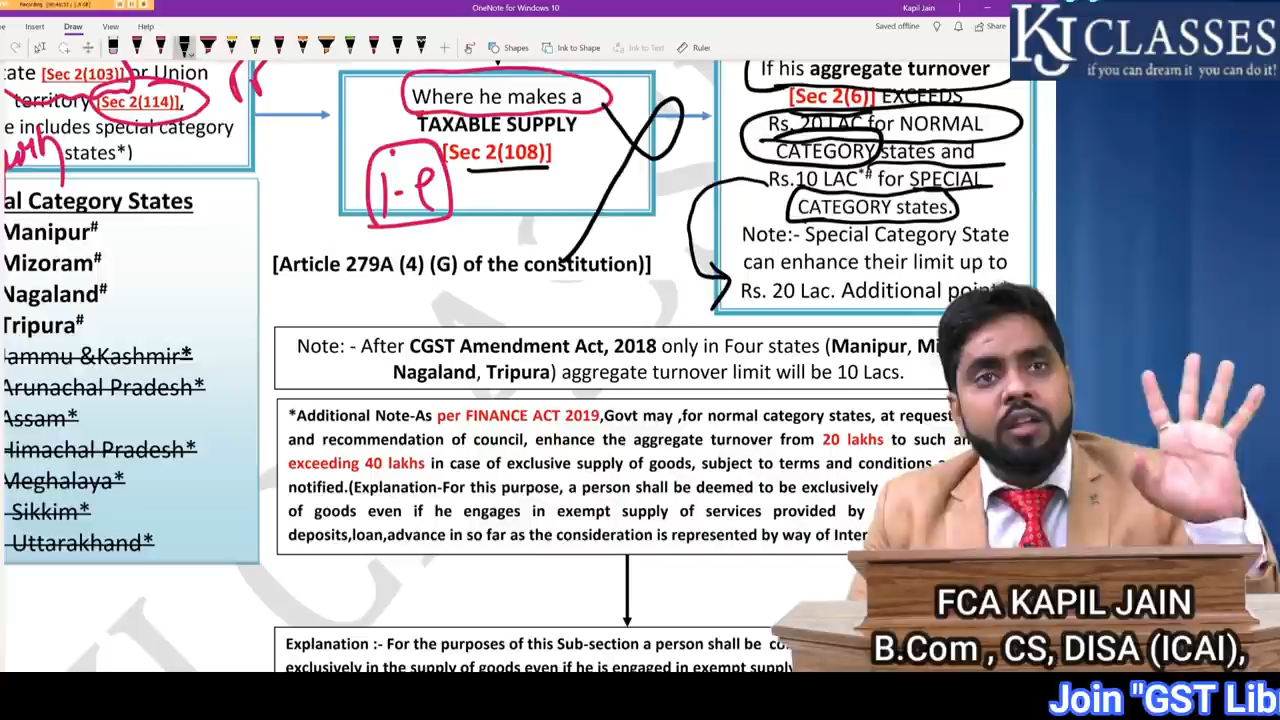 OneNote for Windows 10
Kapil Jain
Insert Draw View Help
Saved offline
Share
Shapes
Ink to Shape
Ink to Text
Ruler
KJ CLASSES
if you can dream it you can do it!
[Sec 2(103)] or Union
territory [Sec 2(114)],
e includes special category
states*)
al Category States
Manipur#
Mizoram#
Nagaland#
Tripura#
Jammu &Kashmir*
Arunachal Pradesh*
Assam*
Himachal Pradesh*
Meghalaya*
Sikkim*
Uttarakhand*
Where he makes a
TAXABLE SUPPLY
[Sec 2(108)]
[Article 279A (4) (G) of the constitution)]
If his aggregate turnover
[Sec 2(6)] EXCEEDS
Rs. 20 LAC for NORMAL
CATEGORY states and
Rs.10 LAC*# for SPECIAL
CATEGORY states.
Note:- Special Category State
can enhance their limit up to
Rs. 20 Lac. Additional
Note: - After CGST Amendment Act, 2018 only in Four states (Manipur,
Nagaland, Tripura) aggregate turnover limit will be 10 Lacs.
*Additional Note-As per FINANCE ACT 2019,Govt may ,for normal category states, at request
and recommendation of council, enhance the aggregate turnover from 20 lakhs to such
exceeding 40 lakhs in case of exclusive supply of goods, subject to terms and conditions
notified.(Explanation-For this purpose, a person shall be deemed to be exclusively
of goods even if he engages in exempt supply of services provided by
deposits,loan,advance in so far as the consideration is represented by way of
Explanation :- For the purposes of this Sub-section a person shall be
exclusively in the supply of goods even if he is engaged in exempt supply
FCA KAPIL JAIN
B.Com , CS, DISA (ICAI),
Join "GST Lib